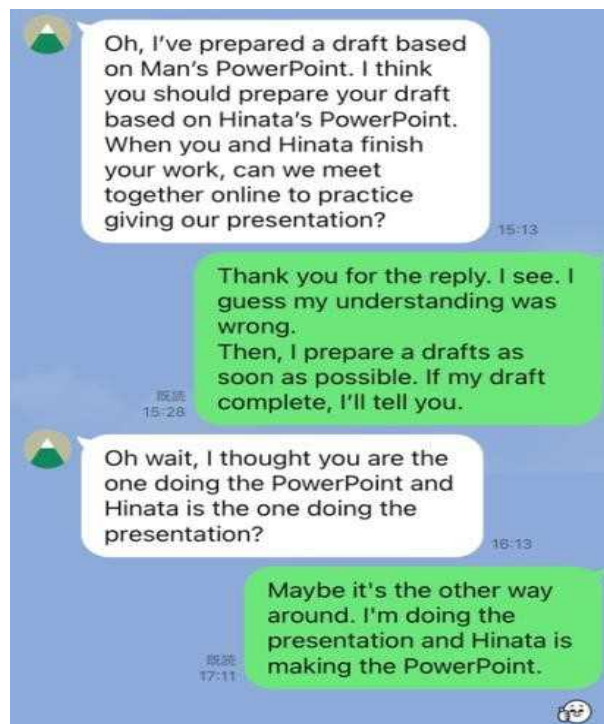 Oh, I've prepared a draft based
on Man's PowerPoint. I think
you should prepare your draft
based on Hinata's PowerPoint.
When you and Hinata finish
your work, can we meet
together online to practice
giving our presentation?
15:13
Thank you for the reply. I see. I
guess my understanding was
wrong.
Then, I prepare a drafts as
soon as possible. If my draft
complete, I'll tell you.
既読
15:28
Oh wait, I thought you are the
one doing the PowerPoint and
Hinata is the one doing the
presentation?
16:13
Maybe it's the other way
around. I'm doing the
presentation and Hinata is
making the PowerPoint.
既読
17:11